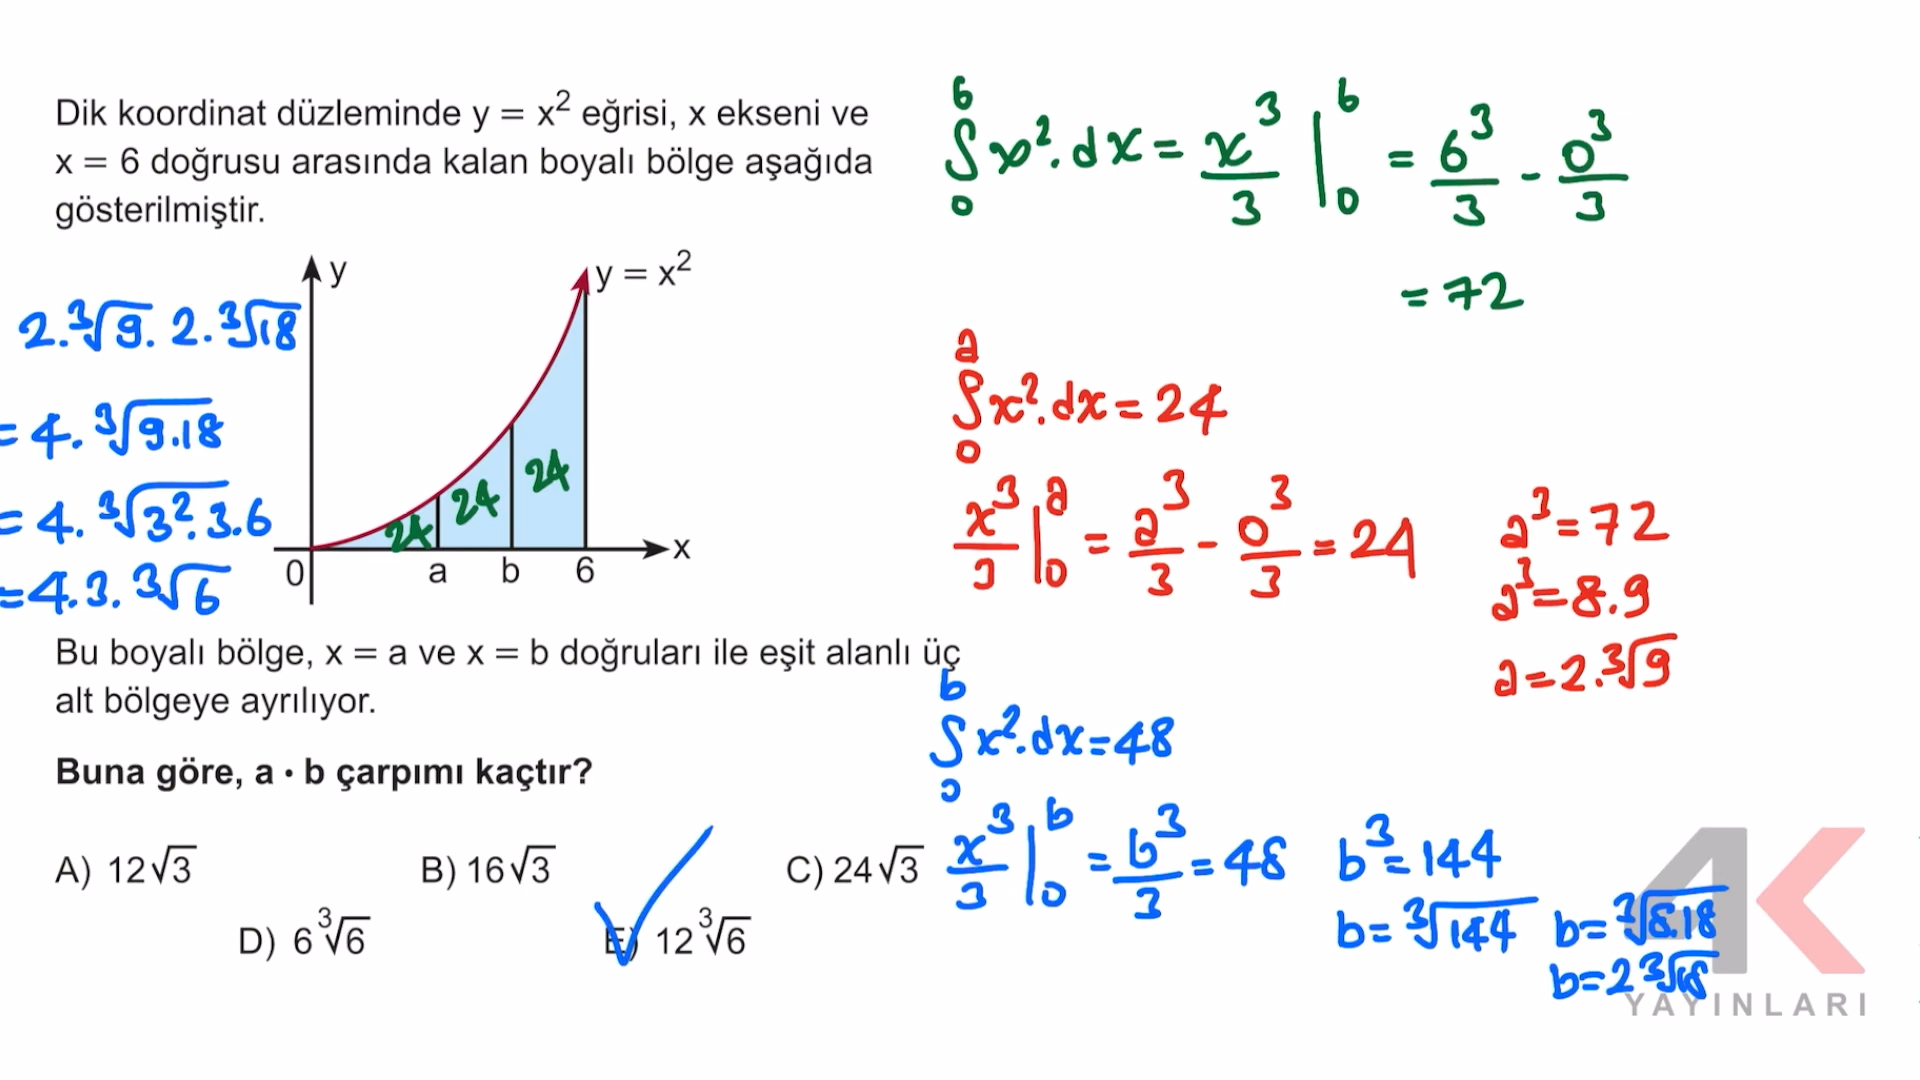 Dik koordinat düzleminde y = x² eğrisi, x ekseni ve
x = 6 doğrusu arasında kalan boyalı bölge aşağıda
gösterilmiştir.
y
y = x²
24
24
24
0
a
b
6
x
2.∛9. 2.∛18
= 4. ∛9.18
= 4. ∛3².3.6
=4.3.∛6
Bu boyalı bölge, x = a ve x = b doğruları ile eşit alanlı üç
alt bölgeye ayrılıyor.
Buna göre, a • b çarpımı kaçtır?
A) 12√3
B) 16√3
C) 24√3
D) 6∛6
E) 12∛6
∫₀⁶ x².dx = x³/3 |₀⁶ = 6³/3 - 0³/3
= 72
∫₀ᵃ x².dx = 24
x³/3 |₀ᵃ = a³/3 - 0³/3 = 24
a³ = 72
a³ = 8.9
a = 2.∛9
∫₀ᵇ x².dx = 48
x³/3 |₀ᵇ = b³/3 = 48
b³ = 144
b = ∛144
b = ∛8.18
b = 2∛18
4K
YAYINLARI